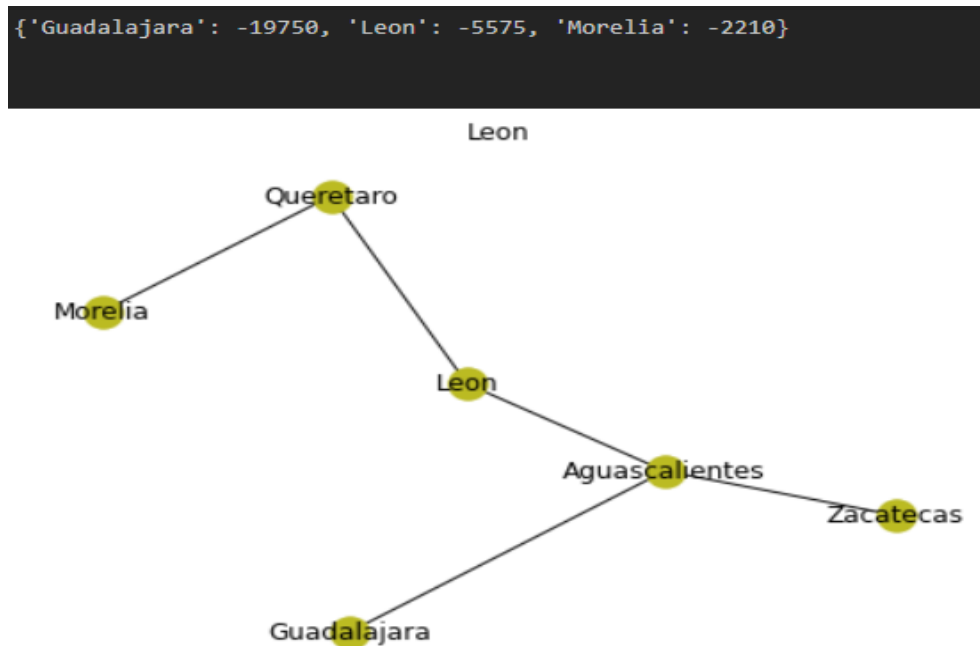 {'Guadalajara': -19750, 'Leon': -5575, 'Morelia': -2210}
Leon
Queretaro
Morelia
Leon
Aguascalientes
Zacatecas
Guadalajara